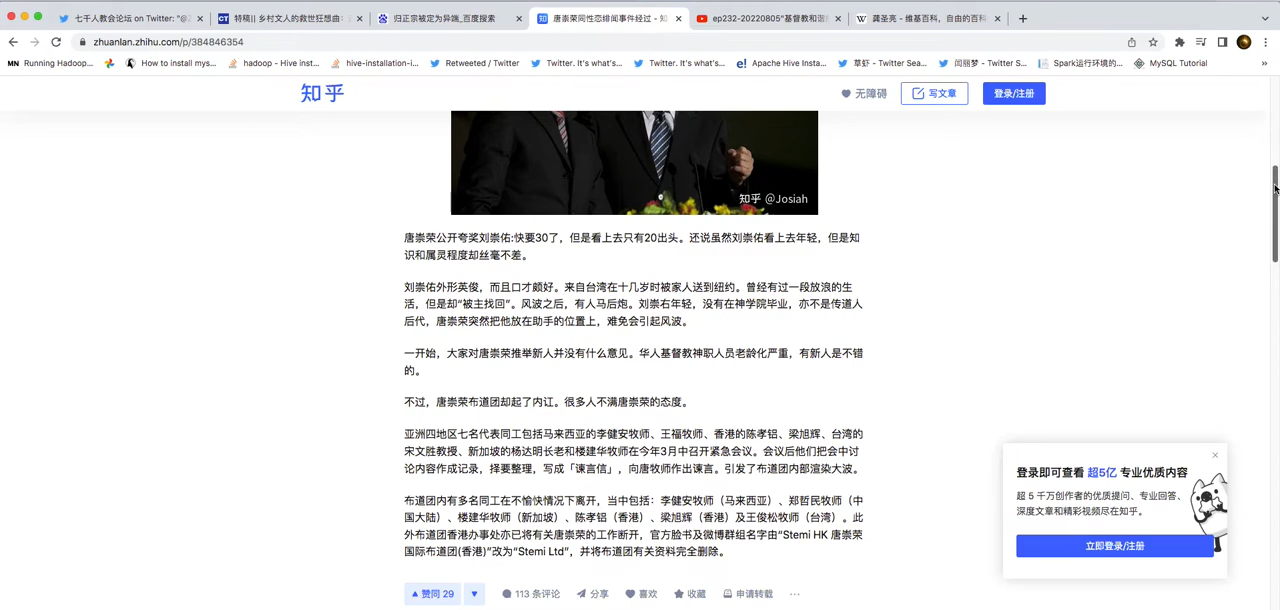 七千人教会论坛 on Twitter: "@2
特稿|| 乡村文人的救世狂想曲:
归正宗被定为异端_百度搜索
唐崇荣同性恋绯闻事件经过 - 知
ep232-20220805"基督教和谐
龚圣亮 - 维基百科，自由的百科
zhuanlan.zhihu.com/p/384846354
MN Running Hadoop...
How to install mys...
hadoop - Hive inst...
hive-installation-i...
Retweeted / Twitter
Twitter. It's what's...
Twitter. It's what's...
e! Apache Hive Insta...
草虾 - Twitter Sea...
闫丽梦 - Twitter S...
Spark运行环境的...
MySQL Tutorial
»
知乎
无障碍
写文章
登录/注册
知乎 @Josiah
唐崇荣公开夸奖刘崇佑:快要30了，但是看上去只有20出头。还说虽然刘崇佑看上去年轻，但是知
识和属灵程度却丝毫不差。
刘崇佑外形英俊，而且口才颇好。来自台湾在十几岁时被家人送到纽约。曾经有过一段放浪的生
活，但是却“被主找回”。风波之后，有人马后炮。刘崇右年轻，没有在神学院毕业，亦不是传道人
后代，唐崇荣突然把他放在助手的位置上，难免会引起风波。
一开始，大家对唐崇荣推举新人并没有什么意见。华人基督教神职人员老龄化严重，有新人是不错
的。
不过，唐崇荣布道团却起了内讧。很多人不满唐崇荣的态度。
亚洲四地区七名代表同工包括马来西亚的李健安牧师、王福牧师、香港的陈孝铝、梁旭辉、台湾的
宋文胜教授、新加坡的杨达明长老和楼建华牧师在今年3月中召开紧急会议。会议后他们把会中讨
论内容作成记录，择要整理，写成「谏言信」，向唐牧师作出谏言。引发了布道团内部渲染大波。
布道团内有多名同工在不愉快情况下离开，当中包括：李健安牧师（马来西亚）、郑哲民牧师（中
国大陆）、楼建华牧师（新加坡）、陈孝铝（香港）、梁旭辉（香港）及王俊松牧师（台湾）。此
外布道团香港办事处亦已将有关唐崇荣的工作断开，官方脸书及微博群组名字由“Stemi HK 唐崇荣
国际布道团(香港)”改为“Stemi Ltd”，并将布道团有关资料完全删除。
赞同 29
113 条评论
分享
喜欢
收藏
申请转载
登录即可查看 超5亿 专业优质内容
超 5 千万创作者的优质提问、专业回答、
深度文章和精彩视频尽在知乎。
立即登录/注册